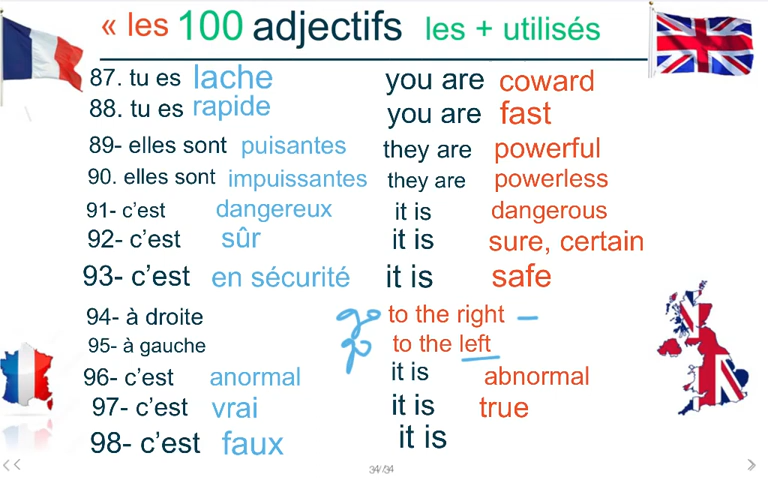 « les 100 adjectifs les + utilisés
87. tu es lache you are coward
88. tu es rapide you are fast
89- elles sont puisantes they are powerful
90. elles sont impuissantes they are powerless
91- c’est dangereux it is dangerous
92- c’est sûr it is sure, certain
93- c’est en sécurité it is safe
94- à droite go to the right
95- à gauche to the left
96- c’est anormal it is abnormal
97- c’est vrai it is true
98- c’est faux it is
34/34